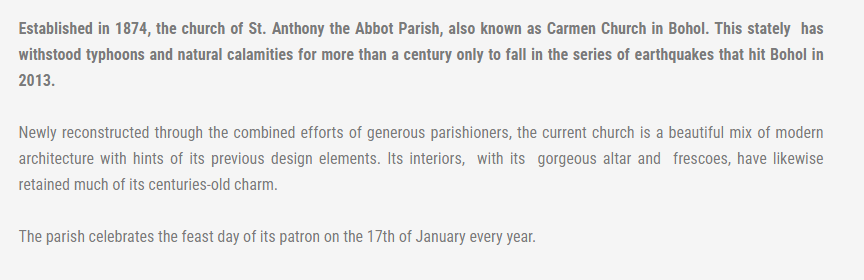 Established in 1874, the church of St. Anthony the Abbot Parish, also known as Carmen Church in Bohol. This stately has
withstood typhoons and natural calamities for more than a century only to fall in the series of earthquakes that hit Bohol in
2013.
Newly reconstructed through the combined efforts of generous parishioners, the current church is a beautiful mix of modern
architecture with hints of its previous design elements. Its interiors, with its gorgeous altar and frescoes, have likewise
retained much of its centuries-old charm.
The parish celebrates the feast day of its patron on the 17th of January every year.